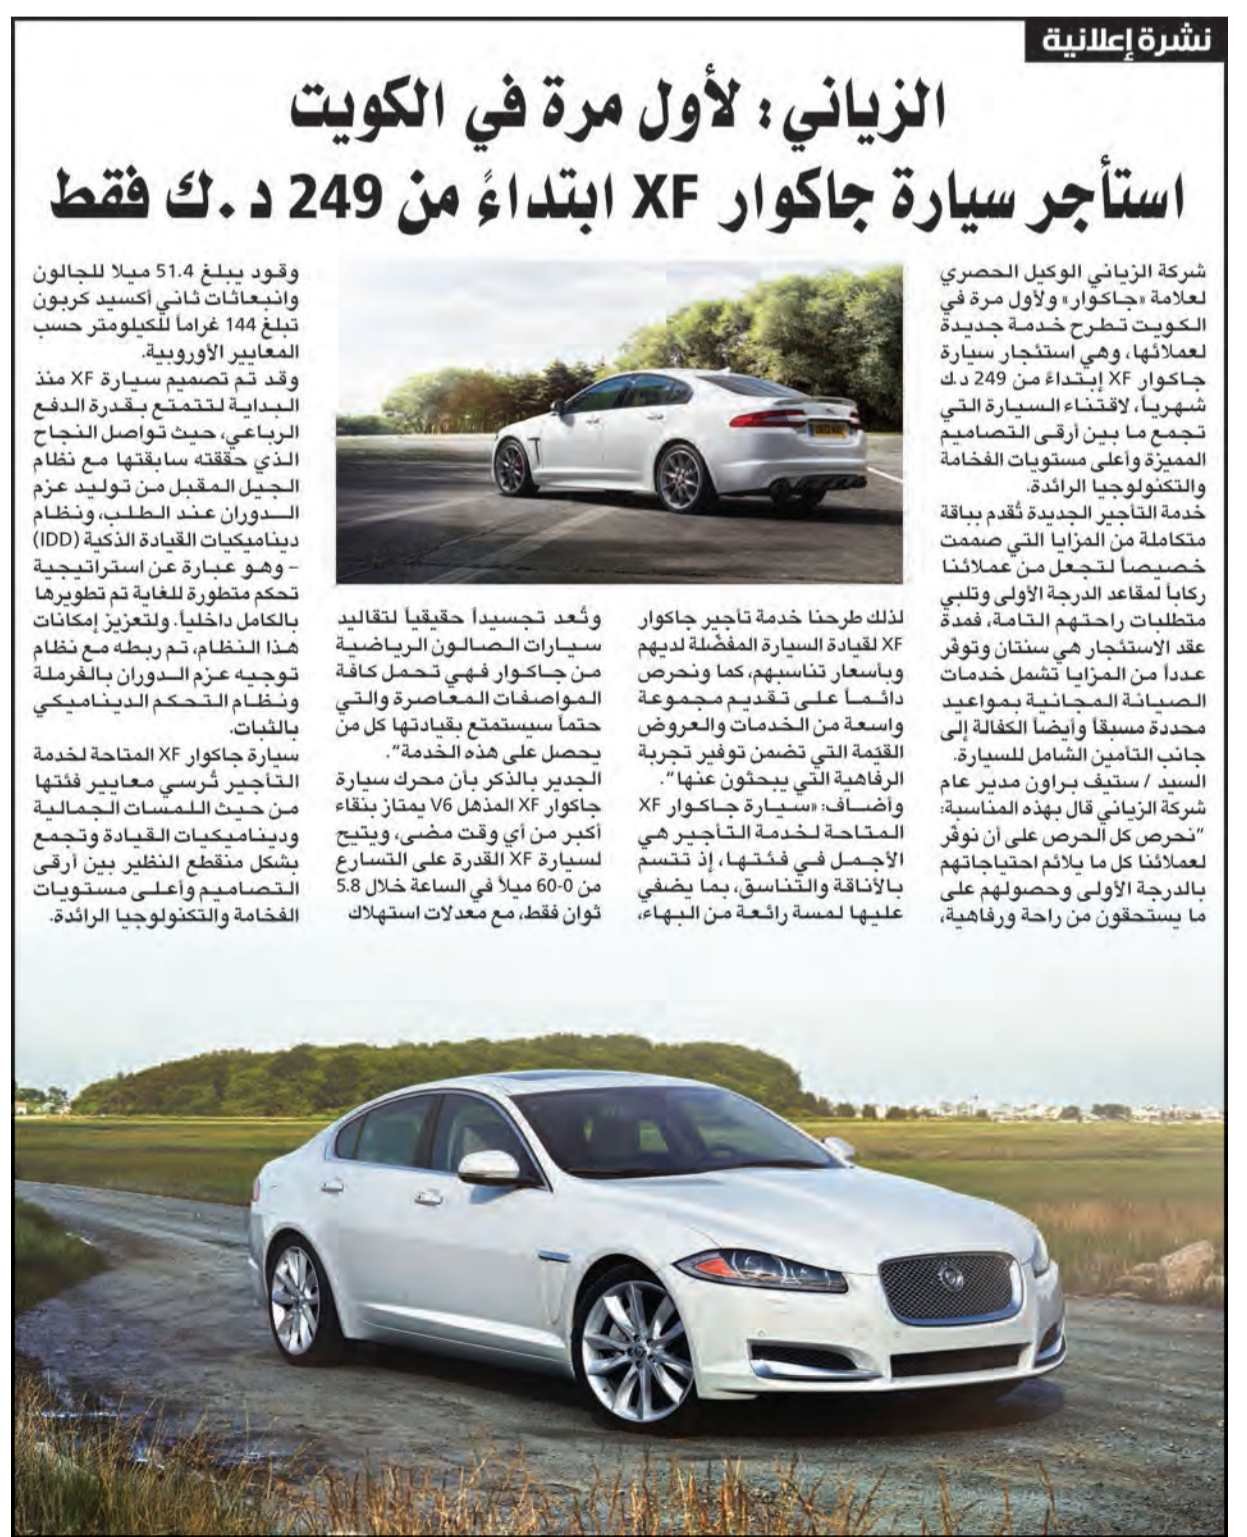 نشرة إعلانية
الزياني: لأول مرة في الكويت
استأجر سيارة جاكوار XF ابتداءً من 249 د.ك فقط
شركة الزياني الوكيل الحصري
لعلامة «جاكوار» ولأول مرة في
الكويت تطرح خدمة جديدة
لعملائها، وهي استئجار سيارة
جاكوار XF إبتداءً من 249 د.ك
شهرياً، لاقتناء السيارة التي
تجمع ما بين أرقى التصاميم
المميزة وأعلى مستويات الفخامة
والتكنولوجيا الرائدة.
خدمة التأجير الجديدة تُقدم بباقة
متكاملة من المزايا التي صممت
خصيصاً لتجعل من عملائنا
ركاباً لمقاعد الدرجة الأولى وتلبي
متطلبات راحتهم التامة، فمدة
عقد الاستئجار هي سنتان وتوفّر
عدداً من المزايا تشمل خدمات
الصيانة المجانية بمواعيد
محددة مسبقاً وأيضاً الكفالة إلى
جانب التأمين الشامل للسيارة.
السيد / ستيف براون مدير عام
شركة الزياني قال بهذه المناسبة:
”نحرص كل الحرص على أن نوفّر
لعملائنا كل ما يلائم احتياجاتهم
بالدرجة الأولى وحصولهم على
ما يستحقون من راحة ورفاهية،
لذلك طرحنا خدمة تأجير جاكوار
XF لقيادة السيارة المفضّلة لديهم
وبأسعار تناسبهم، كما ونحرص
دائماً على تقديم مجموعة
واسعة من الخدمات والعروض
القيّمة التي تضمن توفير تجربة
الرفاهية التي يبحثون عنها”.
وأضاف: «سيارة جاكوار XF
المتاحة لخدمة التأجير هي
الأجمل في فئتها، إذ تتسم
بالأناقة والتناسق، بما يضفي
عليها لمسة رائعة من البهاء،
وتُعد تجسيداً حقيقياً لتقاليد
سيارات الصالون الرياضية
من جاكوار فهي تحمل كافة
المواصفات المعاصرة والتي
حتماً سيستمتع بقيادتها كل من
يحصل على هذه الخدمة”.
الجدير بالذكر بأن محرك سيارة
جاكوار XF المذهل V6 يمتاز بنقاء
أكبر من أي وقت مضى، ويتيح
لسيارة XF القدرة على التسارع
من 0-60 ميلاً في الساعة خلال 5.8
ثوان فقط، مع معدلات استهلاك
وقود يبلغ 51.4 ميلا للجالون
وانبعاثات ثاني أكسيد كربون
تبلغ 144 غراماً للكيلومتر حسب
المعايير الأوروبية.
وقد تم تصميم سيارة XF منذ
البداية لتتمتع بقدرة الدفع
الرباعي، حيث تواصل النجاح
الذي حققته سابقتها مع نظام
الجيل المقبل من توليد عزم
الدوران عند الطلب، ونظام
ديناميكيات القيادة الذكية (IDD)
- وهو عبارة عن استراتيجية
تحكم متطورة للغاية تم تطويرها
بالكامل داخلياً. ولتعزيز إمكانات
هذا النظام، تم ربطه مع نظام
توجيه عزم الدوران بالفرملة
ونظام التحكم الديناميكي
بالثبات.
سيارة جاكوار XF المتاحة لخدمة
التأجير تُرسي معايير فئتها
من حيث اللمسات الجمالية
وديناميكيات القيادة وتجمع
بشكل منقطع النظير بين أرقى
التصاميم وأعلى مستويات
الفخامة والتكنولوجيا الرائدة.